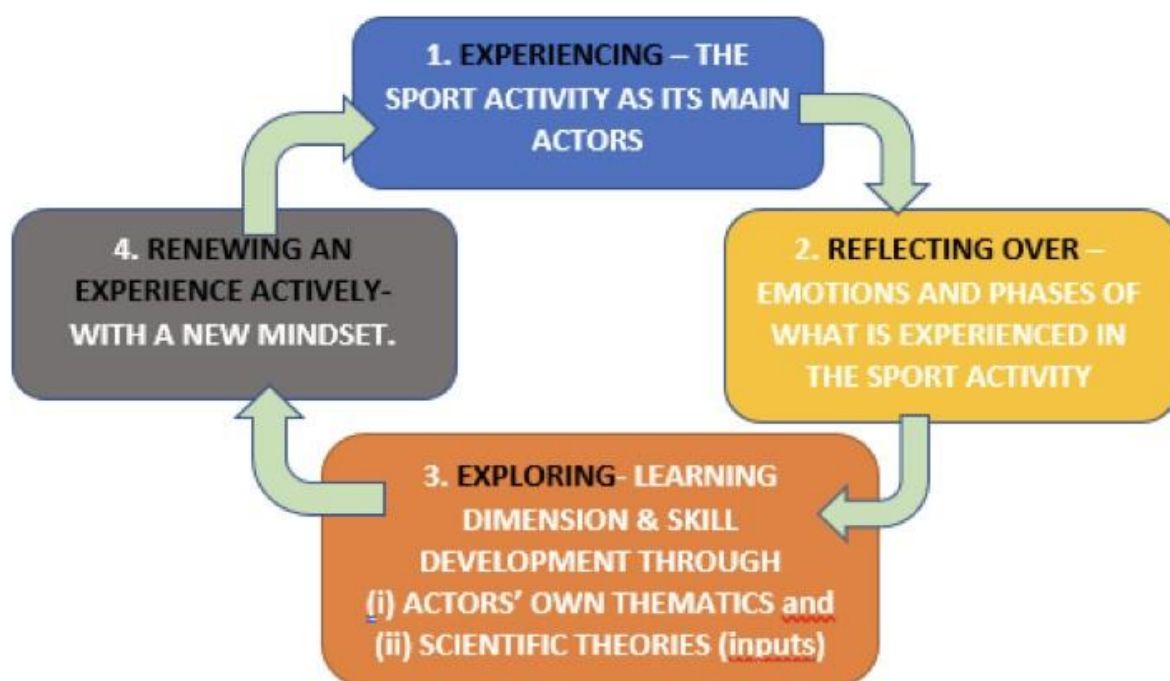 1. EXPERIENCING – THE
SPORT ACTIVITY AS ITS MAIN
ACTORS
2. REFLECTING OVER –
EMOTIONS AND PHASES OF
WHAT IS EXPERIENCED IN
THE SPORT ACTIVITY
3. EXPLORING- LEARNING
DIMENSION & SKILL
DEVELOPMENT THROUGH
(i) ACTORS’ OWN THEMATICS and
(ii) SCIENTIFIC THEORIES (inputs)
4. RENEWING AN
EXPERIENCE ACTIVELY-
WITH A NEW MINDSET.